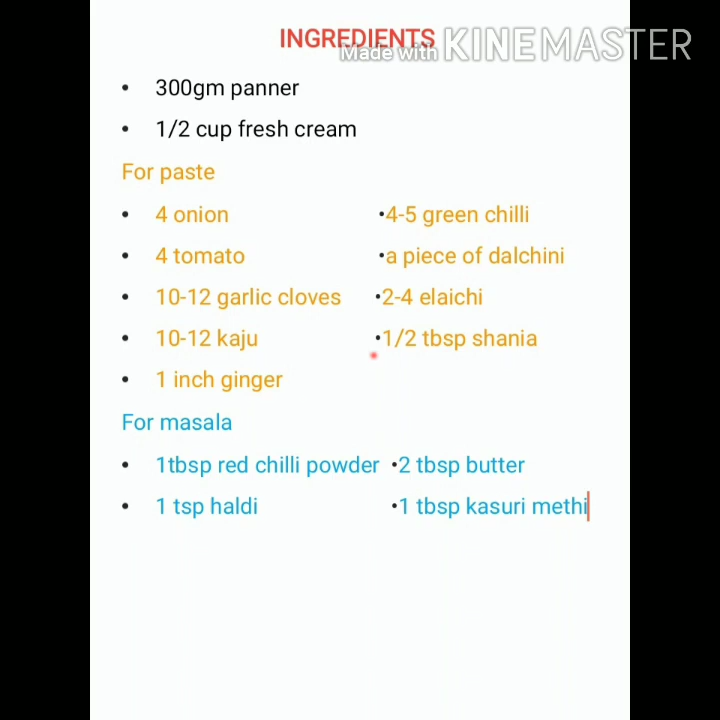 INGREDIENTS
Made with KINEMASTER
• 300gm panner
• 1/2 cup fresh cream
For paste
• 4 onion •4-5 green chilli
• 4 tomato •a piece of dalchini
• 10-12 garlic cloves •2-4 elaichi
• 10-12 kaju •1/2 tbsp shania
• 1 inch ginger
For masala
• 1tbsp red chilli powder •2 tbsp butter
• 1 tsp haldi •1 tbsp kasuri methi